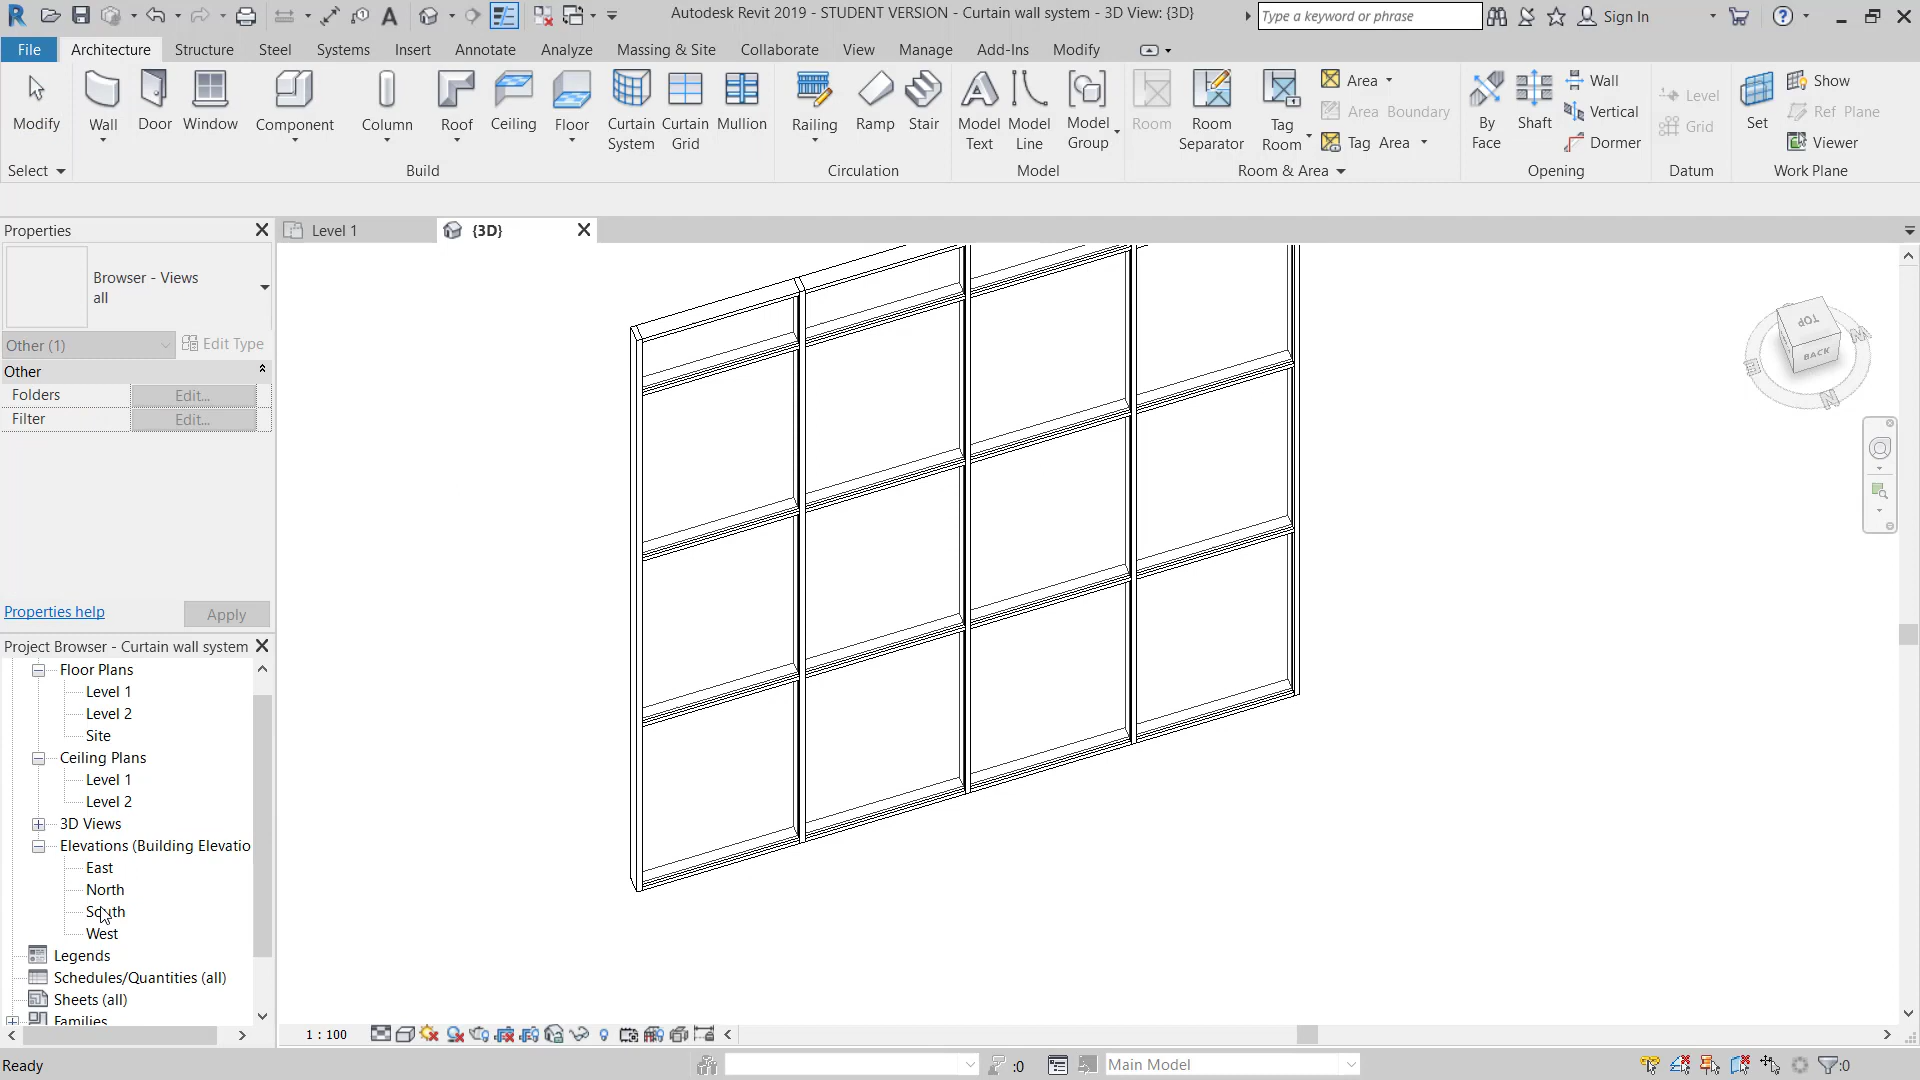 Autodesk Revit 2019 - STUDENT VERSION - Curtain wall system - 3D View: {3D}
Type a keyword or phrase
Sign In
File Architecture Structure Steel Systems Insert Annotate Analyze Massing & Site Collaborate View Manage Add-Ins Modify
Modify
Wall
Door
Window
Component
Column
Roof
Ceiling
Floor
Curtain System
Curtain Grid
Mullion
Railing
Ramp
Stair
Model Text
Model Line
Model Group
Room
Room Separator
Tag Room
Area
Area Boundary
Tag Area
By Face
Shaft
Wall
Vertical
Dormer
Level
Grid
Set
Show
Ref Plane
Viewer
Select
Build
Circulation
Model
Room & Area
Opening
Datum
Work Plane
Properties
Level 1
{3D}
Browser - Views
all
Other (1)
Edit Type
Other
Folders Edit...
Filter Edit...
Properties help
Apply
Project Browser - Curtain wall system
Floor Plans
Level 1
Level 2
Site
Ceiling Plans
Level 1
Level 2
3D Views
Elevations (Building Elevatio
East
North
South
West
Legends
Schedules/Quantities (all)
Sheets (all)
Families
TOP
BACK
N
1 : 100
Ready
:0
Main Model
:0